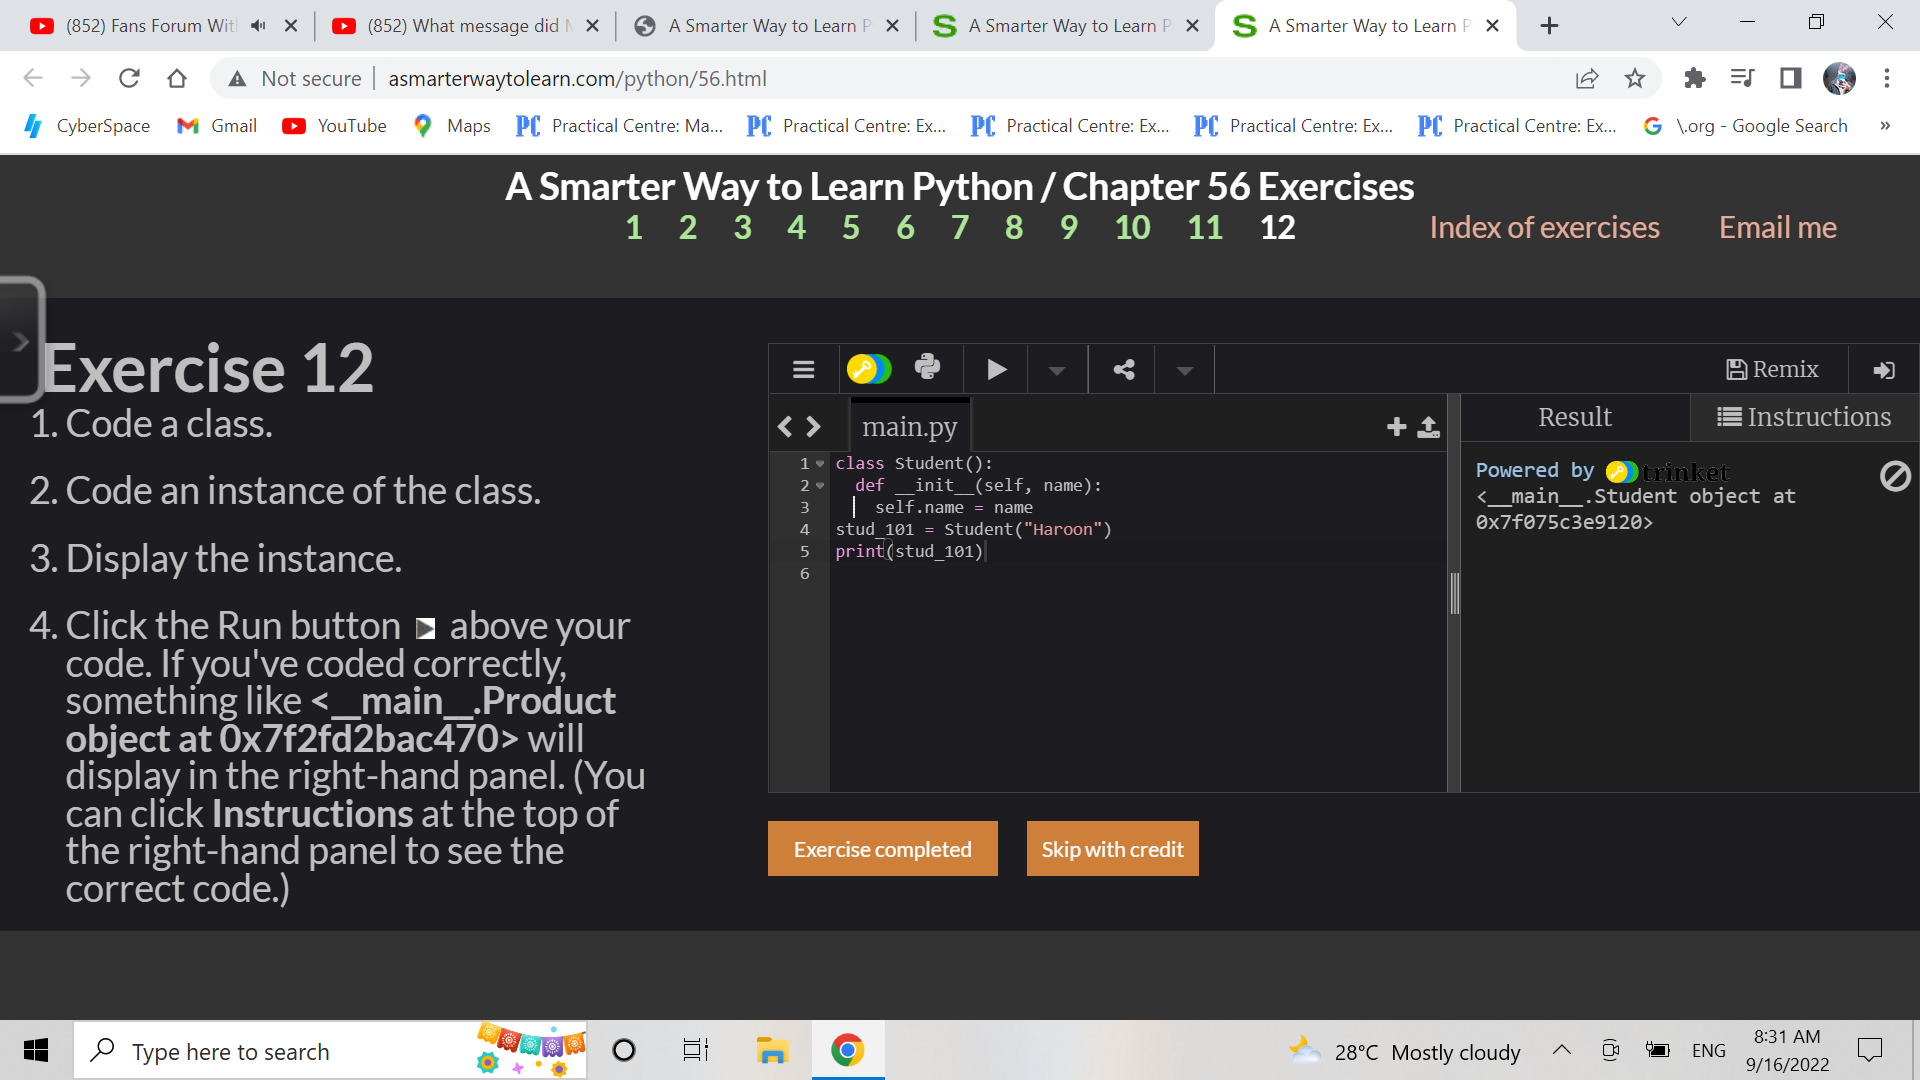 (852) Fans Forum Wit
(852) What message did
A Smarter Way to Learn P
A Smarter Way to Learn P
A Smarter Way to Learn P
Not secure
asmarterwaytolearn.com/python/56.html
CyberSpace
Gmail
YouTube
Maps
Practical Centre: Ma...
Practical Centre: Ex...
Practical Centre: Ex...
Practical Centre: Ex...
Practical Centre: Ex...
\.org - Google Search
»
A Smarter Way to Learn Python / Chapter 56 Exercises
1 2 3 4 5 6 7 8 9 10 11 12
Index of exercises
Email me
Exercise 12
1. Code a class.
2. Code an instance of the class.
3. Display the instance.
4. Click the Run button above your
code. If you've coded correctly,
something like <__main__.Product
object at 0x7f2fd2bac470> will
display in the right-hand panel. (You
can click Instructions at the top of
the right-hand panel to see the
correct code.)
Remix
main.py
Result
Instructions
1 class Student():
2 def __init__(self, name):
3 self.name = name
4 stud_101 = Student("Haroon")
5 print(stud_101)
6
Powered by trinket
<__main__.Student object at
0x7f075c3e9120>
Exercise completed
Skip with credit
Type here to search
28°C Mostly cloudy
ENG
8:31 AM
9/16/2022